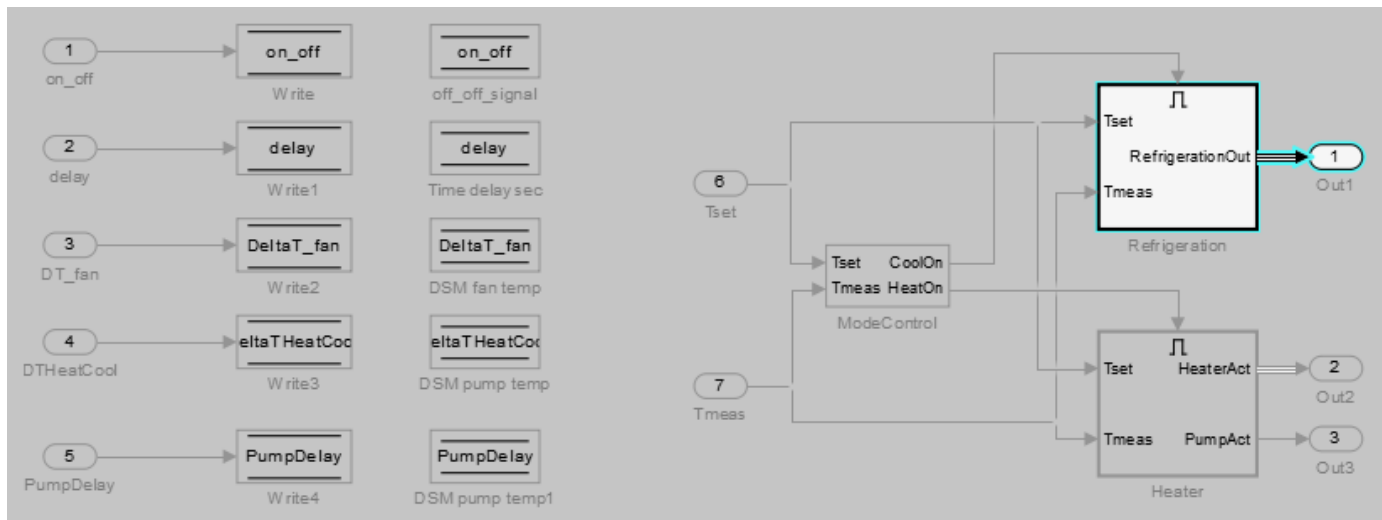 1
on_off
on_off
Write
on_off
off_off_signal
2
delay
delay
Write1
delay
Time delay sec
3
DT_fan
DeltaT_fan
Write2
DeltaT_fan
DSM fan temp
4
DTHeatCool
eltaTHeatCoo
Write3
eltaTHeatCoo
DSM pump temp
5
PumpDelay
PumpDelay
Write4
PumpDelay
DSM pump temp1
6
Tset
7
Tmeas
Tset CoolOn
Tmeas HeatOn
ModeControl
Tset
RefrigerationOut
Tmeas
Refrigeration
1
Out1
Tset HeaterAct
Tmeas PumpAct
Heater
2
Out2
3
Out3